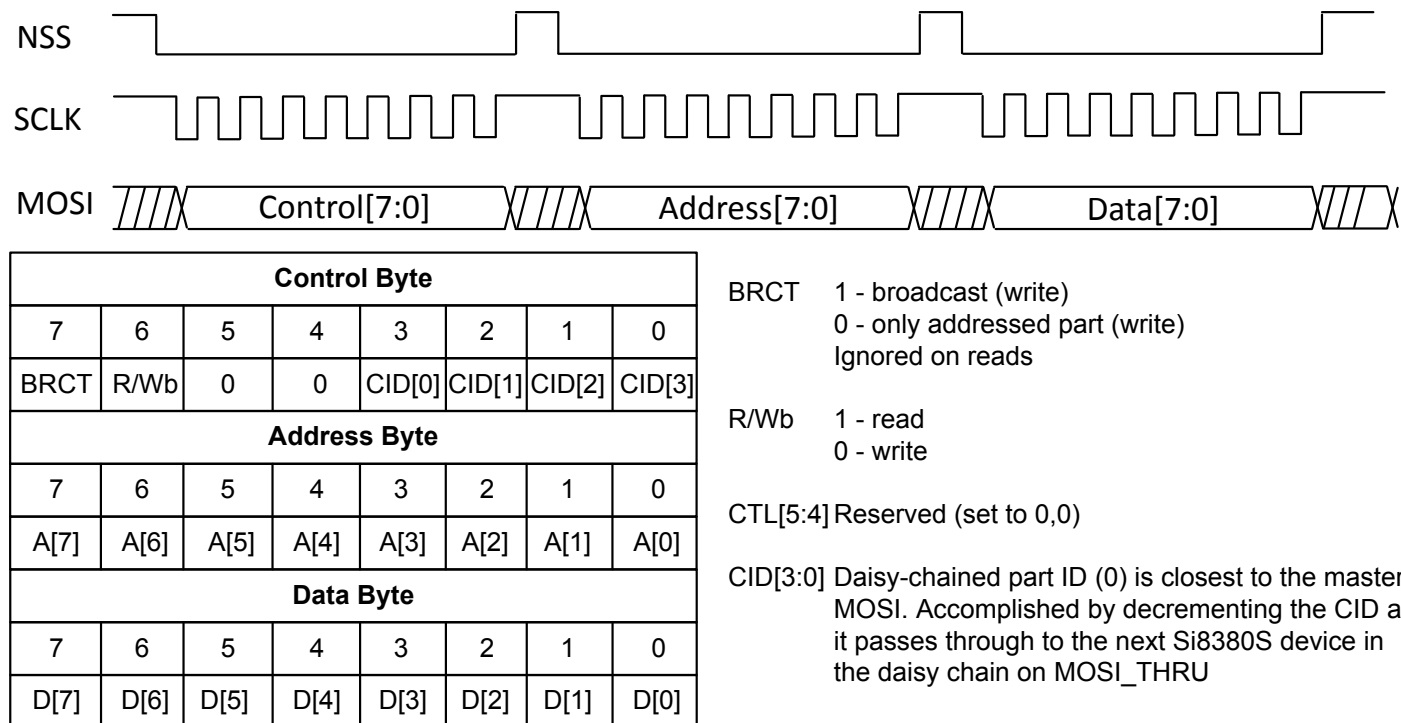 NSS
SCLK
MOSI Control[7:0] Address[7:0] Data[7:0]
Control Byte
7 6 5 4 3 2 1 0
BRCT R/Wb 0 0 CID[0] CID[1] CID[2] CID[3]
Address Byte
7 6 5 4 3 2 1 0
A[7] A[6] A[5] A[4] A[3] A[2] A[1] A[0]
Data Byte
7 6 5 4 3 2 1 0
D[7] D[6] D[5] D[4] D[3] D[2] D[1] D[0]
BRCT 1 - broadcast (write)
0 - only addressed part (write)
Ignored on reads
R/Wb 1 - read
0 - write
CTL[5:4] Reserved (set to 0,0)
CID[3:0] Daisy-chained part ID (0) is closest to the master
MOSI. Accomplished by decrementing the CID a
it passes through to the next Si8380S device in
the daisy chain on MOSI_THRU